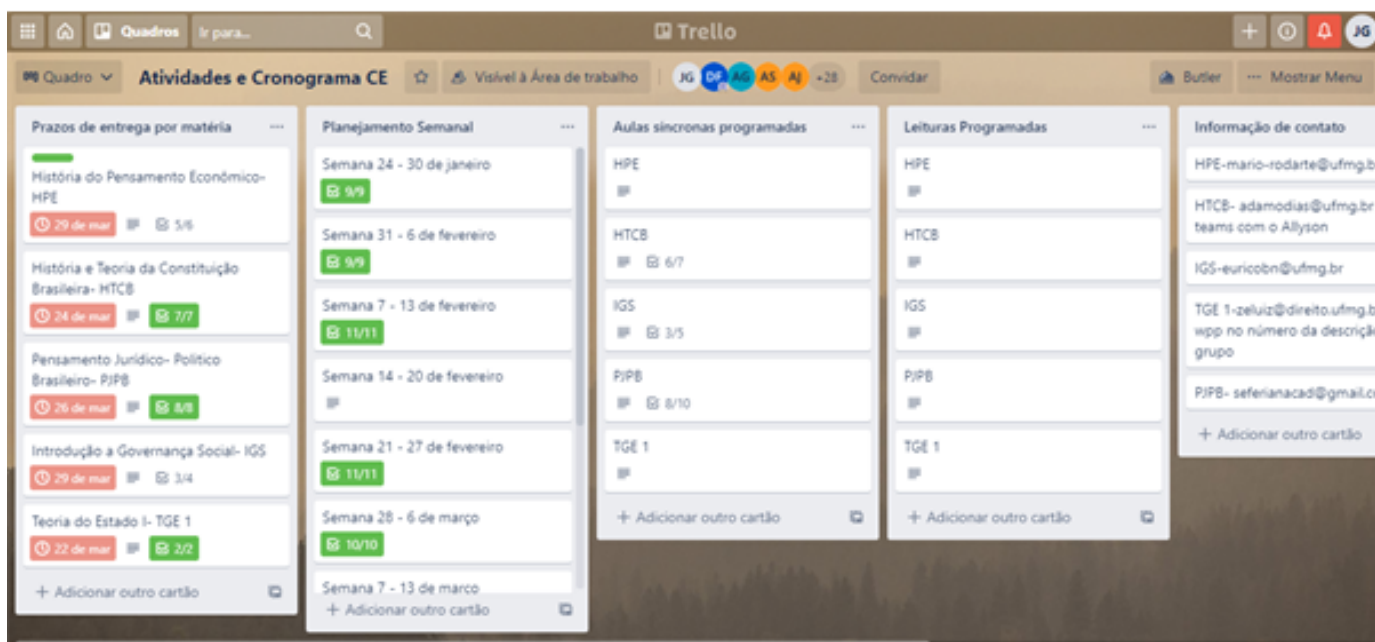 Quadros
Ir para...
Trello
JG
Quadro
Atividades e Cronograma CE
Visível à Área de trabalho
JG DF AG AS AJ +28
Convidar
Butler
... Mostrar Menu
Prazos de entrega por matéria
História do Pensamento Econômico-
HPE
29 de mar 5/6
História e Teoria da Constituição
Brasileira- HTCB
24 de mar 7/7
Pensamento Jurídico- Politico
Brasileiro- PJPB
26 de mar 8/8
Introdução a Governança Social- IGS
29 de mar 3/4
Teoria do Estado I- TGE 1
22 de mar 2/2
+ Adicionar outro cartão
Planejamento Semanal
Semana 24 - 30 de janeiro
9/9
Semana 31 - 6 de fevereiro
9/9
Semana 7 - 13 de fevereiro
11/11
Semana 14 - 20 de fevereiro
Semana 21 - 27 de fevereiro
11/11
Semana 28 - 6 de março
10/10
Semana 7 - 13 de março
+ Adicionar outro cartão
Aulas síncronas programadas
HPE
HTCB
6/7
IGS
3/5
PJPB
8/10
TGE 1
+ Adicionar outro cartão
Leituras Programadas
HPE
HTCB
IGS
PJPB
TGE 1
+ Adicionar outro cartão
Informação de contato
HPE-mario-rodarte@ufmg.b
HTCB- adamodias@ufmg.br
teams com o Allyson
IGS-euricobn@ufmg.br
TGE 1-zeluiz@direito.ufmg.b
wpp no número da descriçã
grupo
PJPB- seferianacad@gmail.c
+ Adicionar outro cartão